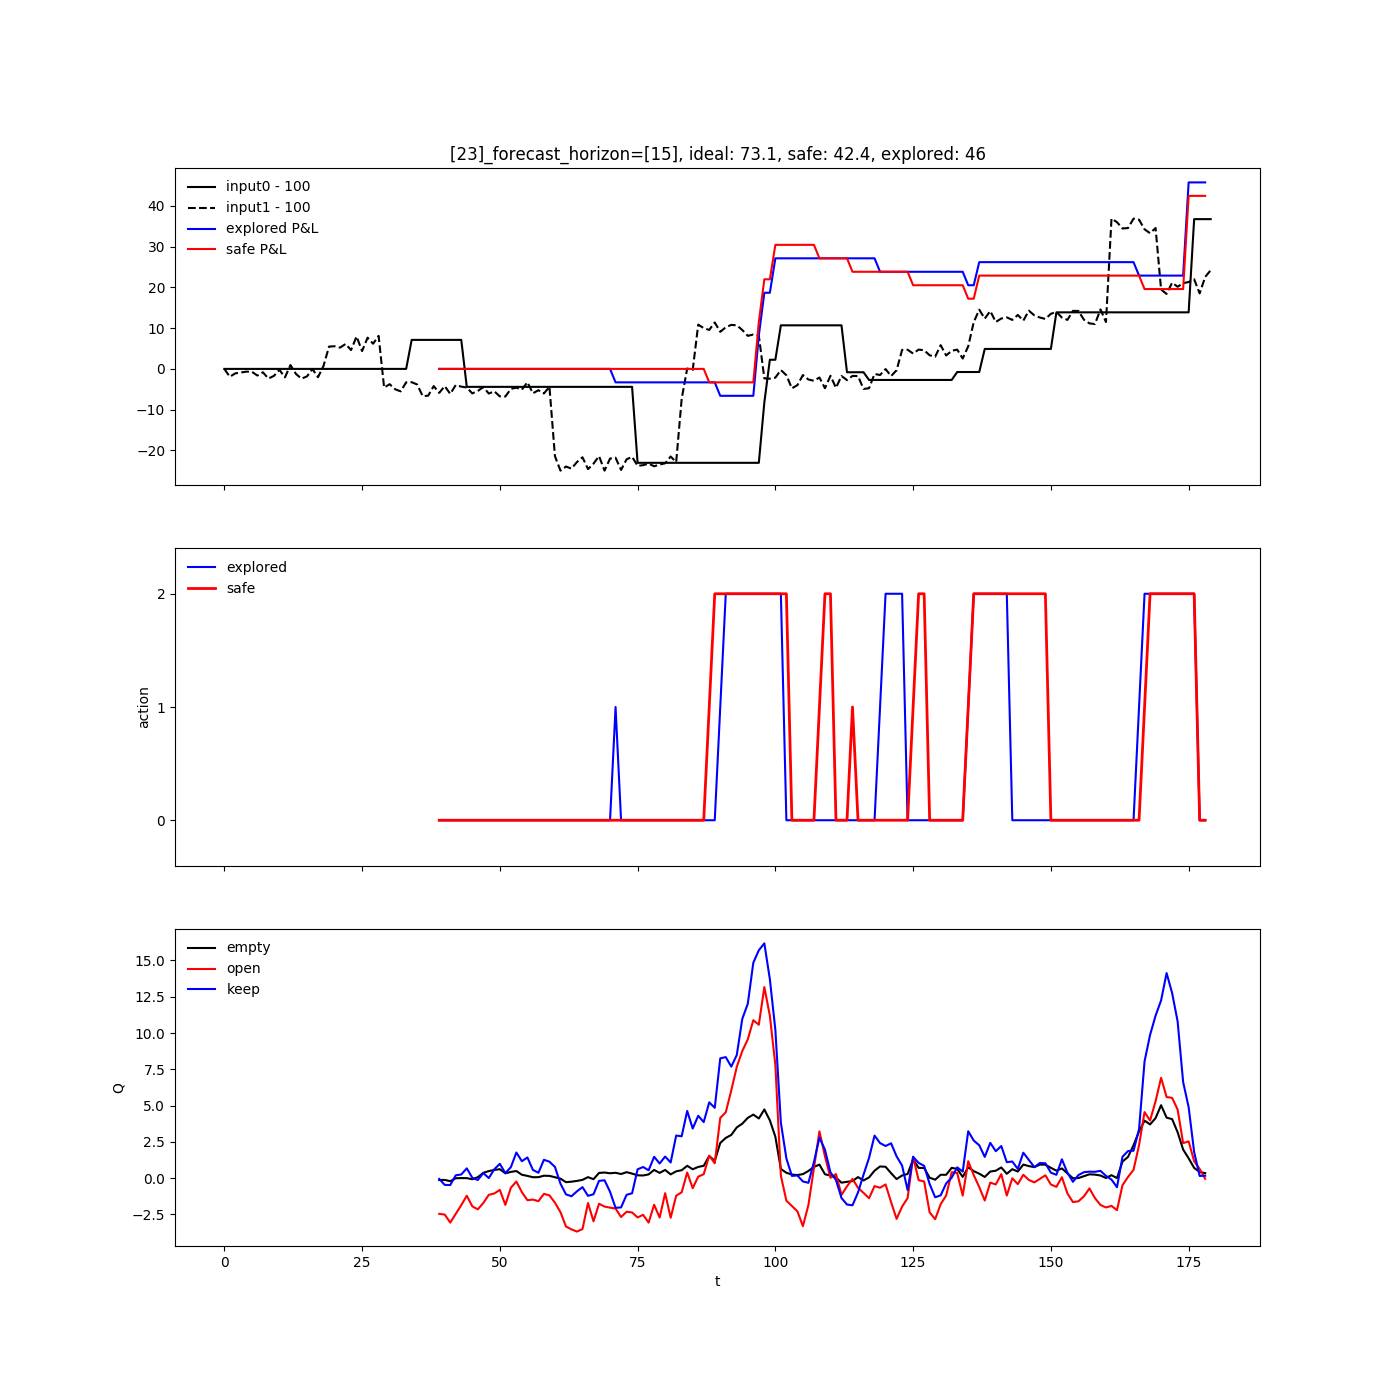 [23]_forecast_horizon=[15], ideal: 73.1, safe: 42.4, explored: 46
input0 - 100
input1 - 100
explored P&L
safe P&L
40
30
20
10
0
−10
−20
explored
safe
2
1
0
action
empty
open
keep
15.0
12.5
10.0
7.5
5.0
2.5
0.0
−2.5
Q
0 25 50 75 100 125 150 175
t